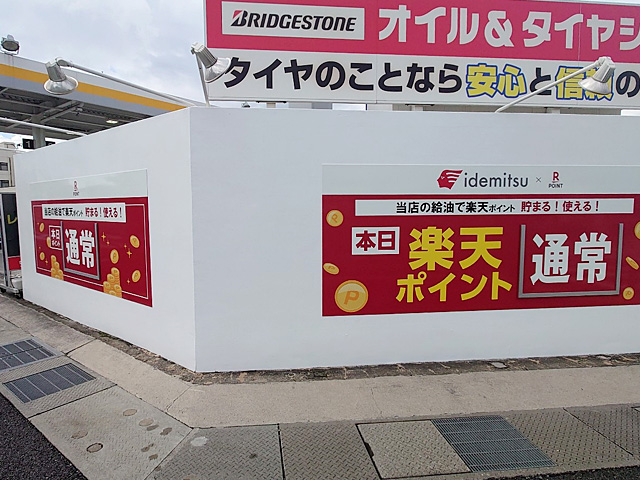 BRIDGESTONE
オイル&タイヤシ
タイヤのことなら安心と信頼の
idemitsu × R POINT
当店の給油で楽天ポイント 貯まる!使える!
本日
楽天
ポイント
通常
P
R
POINT
当店の給油で楽天ポイント 貯まる!使える!
本日
通常